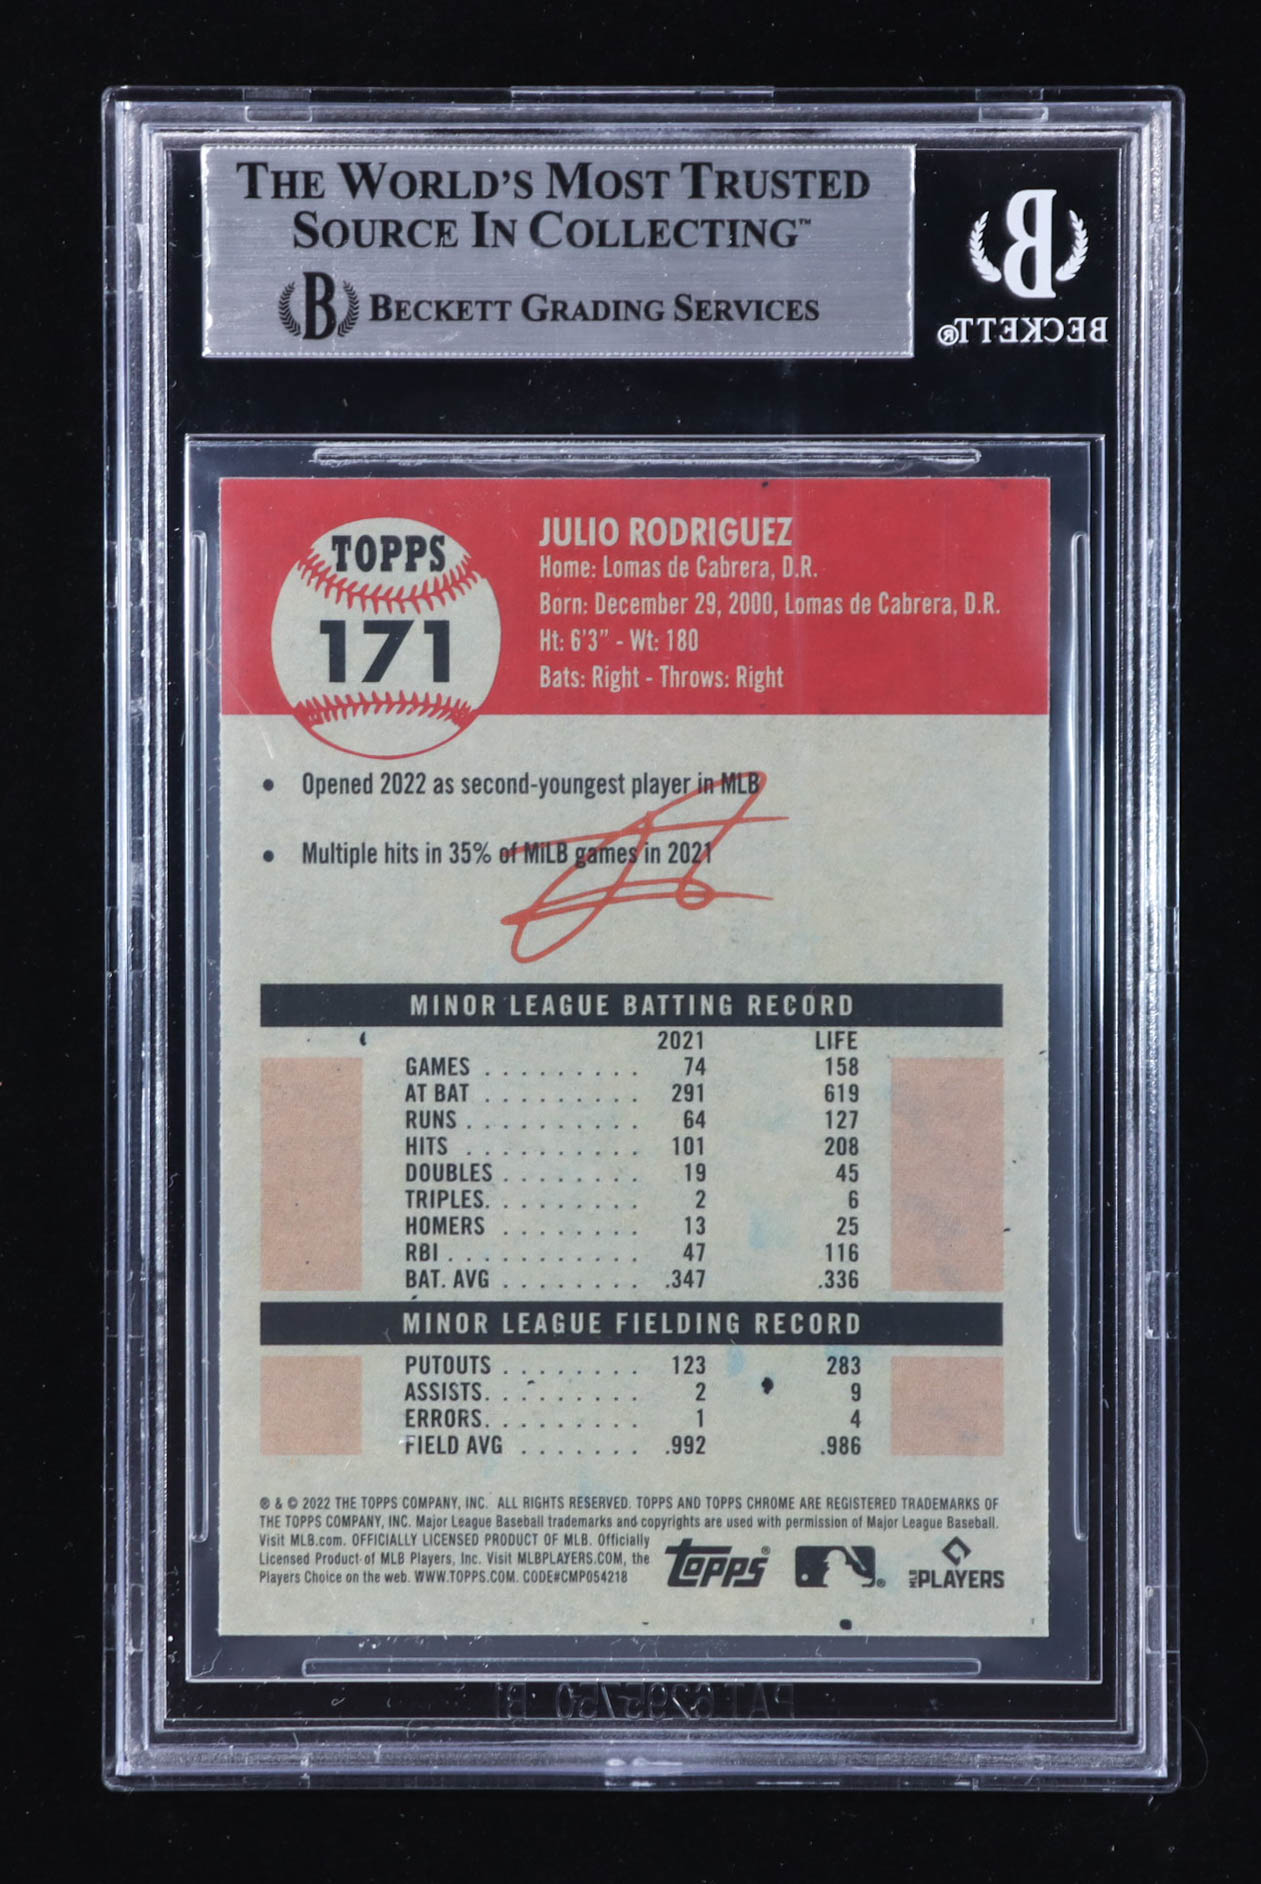 THE WORLD'S MOST TRUSTED
SOURCE IN COLLECTING™
B BECKETT GRADING SERVICES
B
BECKETT®
TOPPS
171
JULIO RODRIGUEZ
Home: Lomas de Cabrera, D.R.
Born: December 29, 2000, Lomas de Cabrera, D.R.
Ht: 6'3" - Wt: 180
Bats: Right - Throws: Right
• Opened 2022 as second-youngest player in MLB
• Multiple hits in 35% of MiLB games in 2021
MINOR LEAGUE BATTING RECORD
2021 LIFE
GAMES . . . . . . . . . 74 158
AT BAT . . . . . . . . . 291 619
RUNS . . . . . . . . . . 64 127
HITS . . . . . . . . . . 101 208
DOUBLES . . . . . . . . 19 45
TRIPLES. . . . . . . . . 2 6
HOMERS . . . . . . . . 13 25
RBI . . . . . . . . . . . 47 116
BAT. AVG . . . . . . . . .347 .336
MINOR LEAGUE FIELDING RECORD
PUTOUTS . . . . . . . . 123 283
ASSISTS. . . . . . . . . 2 9
ERRORS. . . . . . . . . 1 4
FIELD AVG . . . . . . . .992 .986
® & © 2022 THE TOPPS COMPANY, INC. ALL RIGHTS RESERVED. TOPPS AND TOPPS CHROME ARE REGISTERED TRADEMARKS OF
THE TOPPS COMPANY, INC. Major League Baseball trademarks and copyrights are used with permission of Major League Baseball.
Visit MLB.com. OFFICIALLY LICENSED PRODUCT OF MLB. Officially
Licensed Product of MLB Players, Inc. Visit MLBPLAYERS.COM, the
Players Choice on the web. WWW.TOPPS.COM. CODE#CMP054218
TOPPS®
MLB PLAYERS